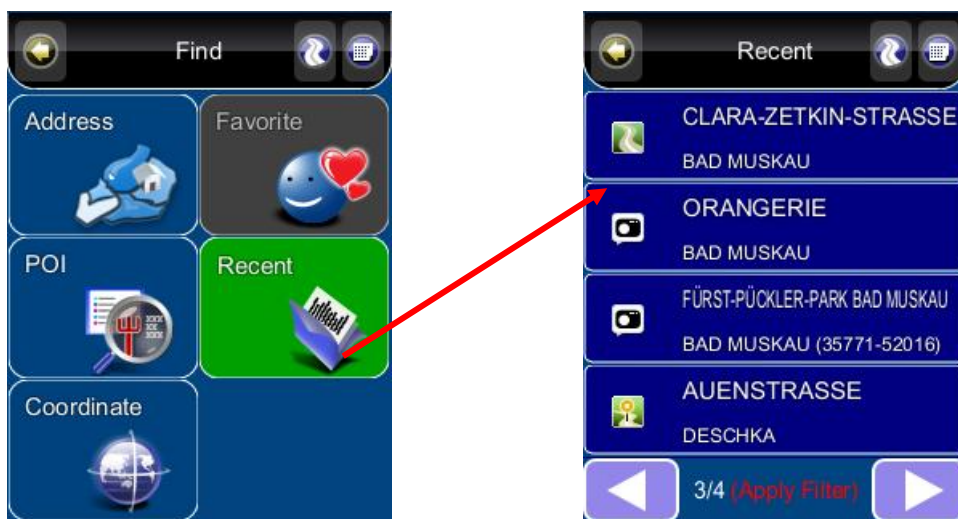 Find
Address
Favorite
POI
Recent
Coordinate
Recent
CLARA-ZETKIN-STRASSE
BAD MUSKAU
ORANGERIE
BAD MUSKAU
FÜRST-PÜCKLER-PARK BAD MUSKAU
BAD MUSKAU (35771-52016)
AUENSTRASSE
DESCHKA
3/4 (Apply Filter)